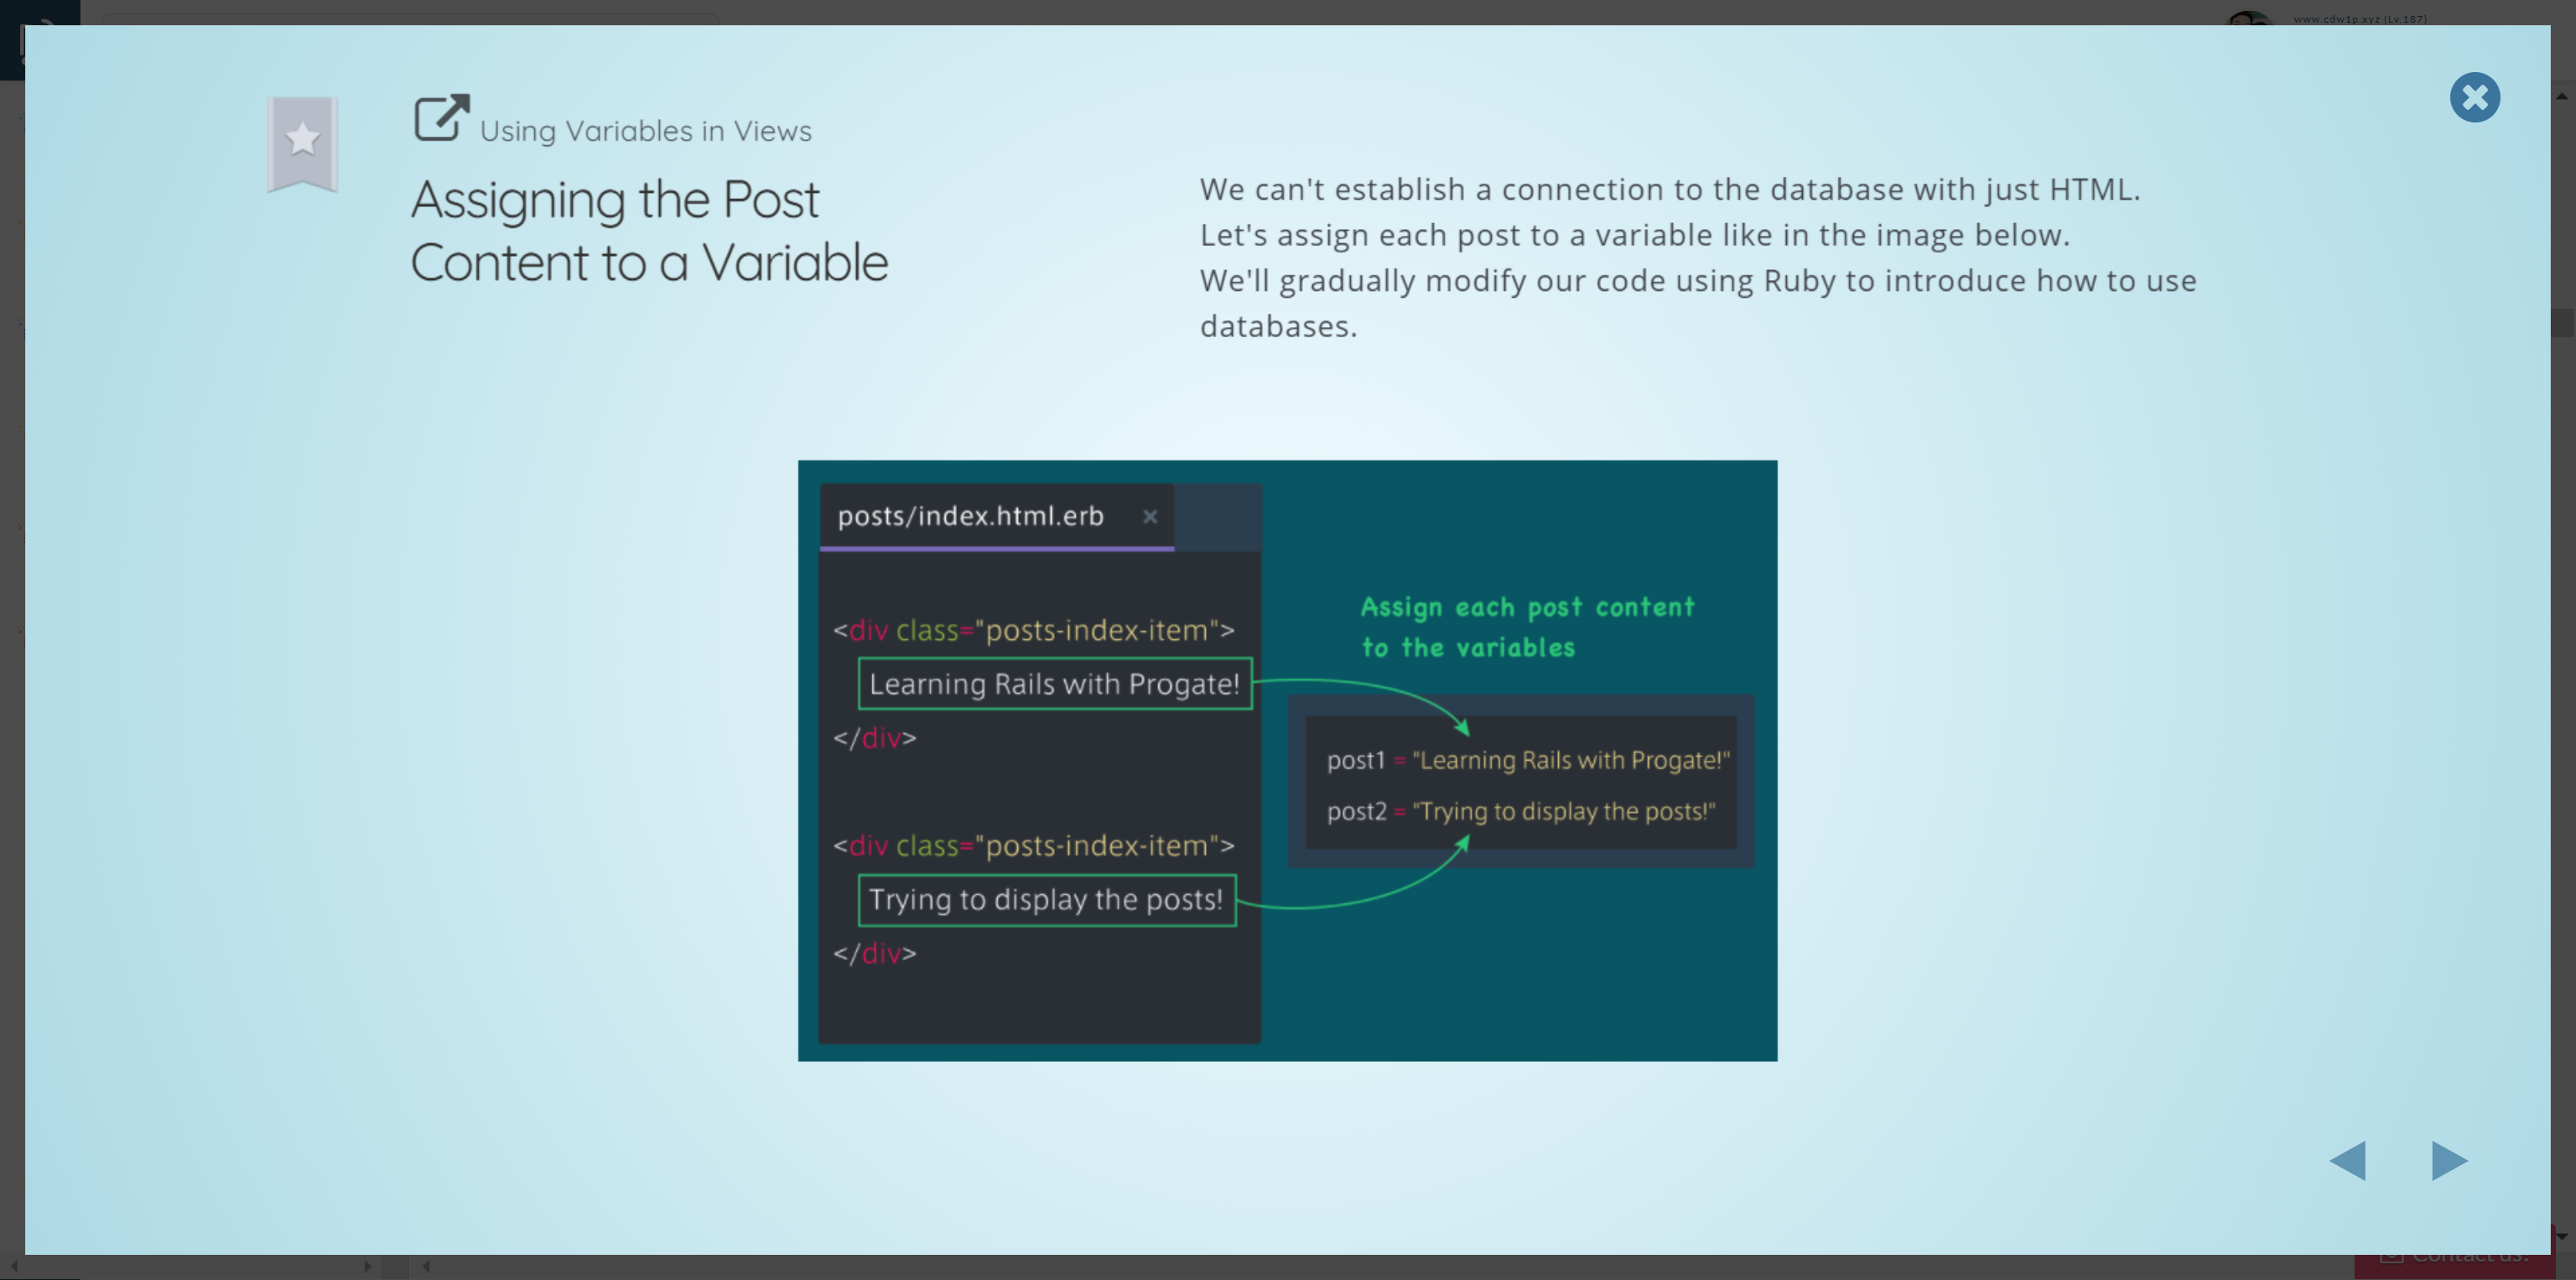 www.cdw1p.xyz (Lv.187)
Using Variables in Views
Assigning the Post
Content to a Variable
We can't establish a connection to the database with just HTML.
Let's assign each post to a variable like in the image below.
We'll gradually modify our code using Ruby to introduce how to use
databases.
posts/index.html.erb
<div class="posts-index-item">
Learning Rails with Progate!
</div>
<div class="posts-index-item">
Trying to display the posts!
</div>
Assign each post content
to the variables
post1 = "Learning Rails with Progate!"
post2 = "Trying to display the posts!"
Contact us!